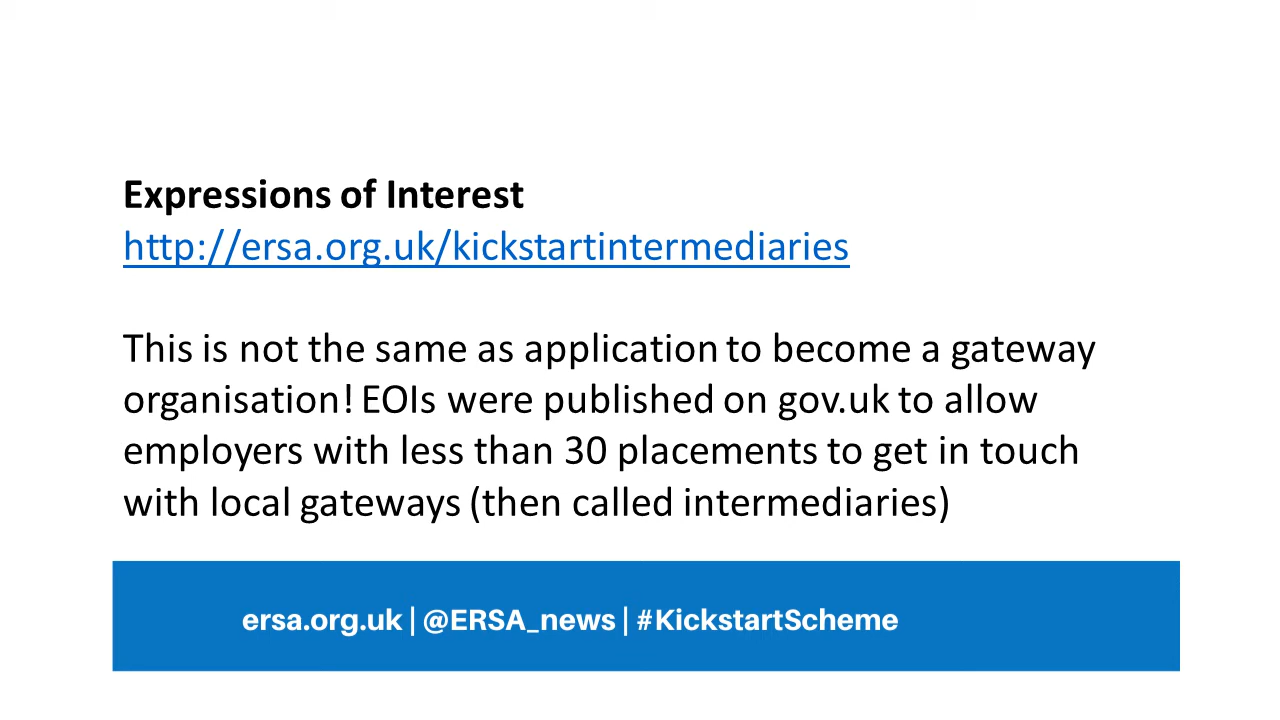 Expressions of Interest
http://ersa.org.uk/kickstartintermediaries
This is not the same as application to become a gateway
organisation! EOIs were published on gov.uk to allow
employers with less than 30 placements to get in touch
with local gateways (then called intermediaries)
ersa.org.uk | @ERSA_news | #KickstartScheme